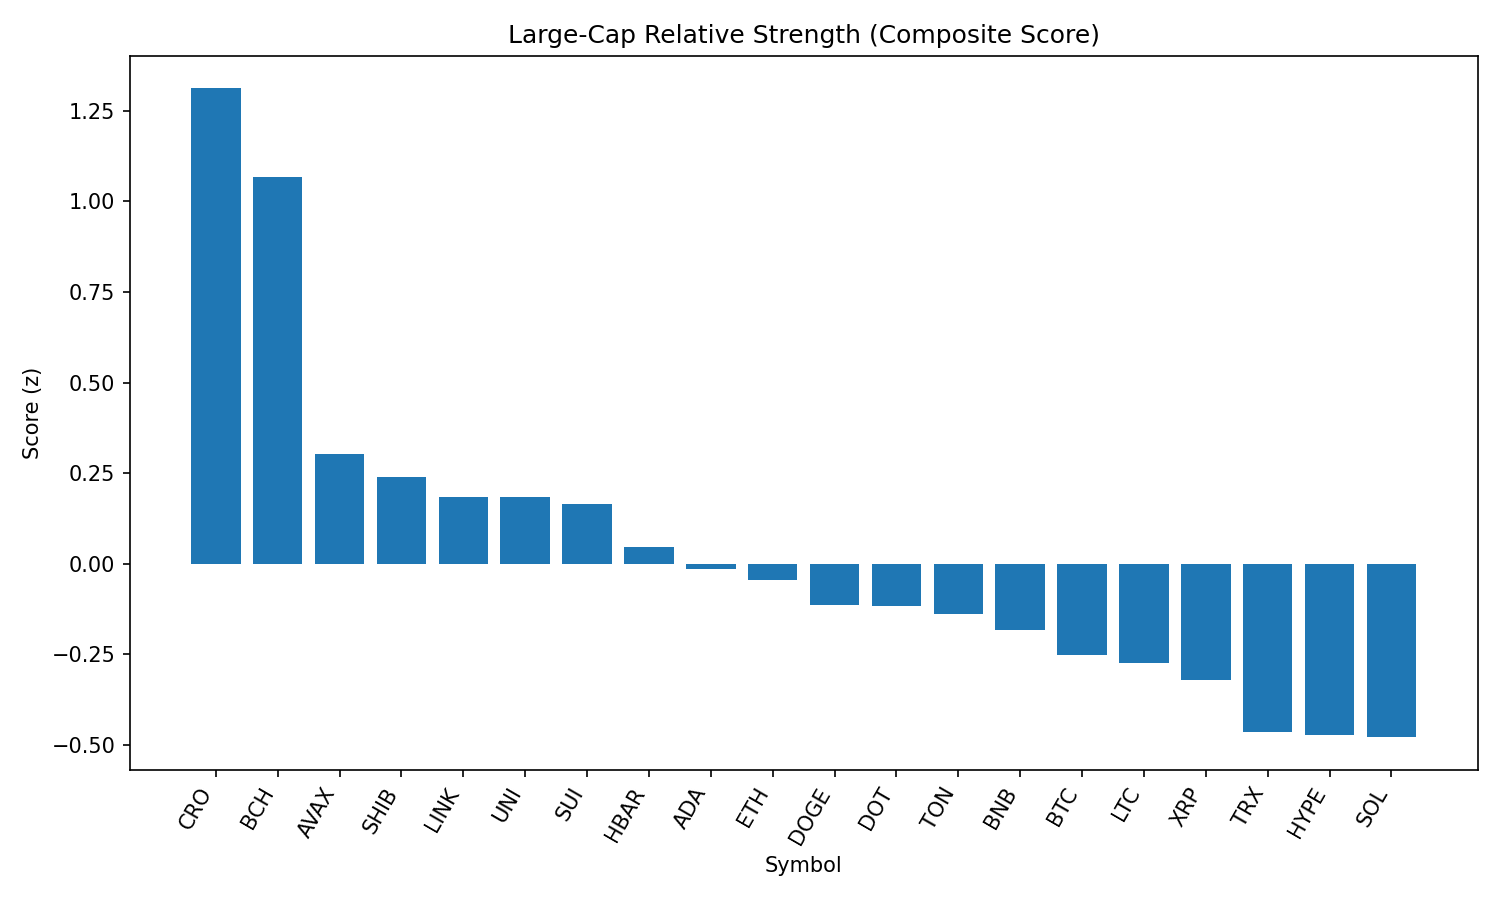 Large-Cap Relative Strength (Composite Score)
Score (z)
1.25
1.00
0.75
0.50
0.25
0.00
−0.25
−0.50
CRO
BCH
AVAX
SHIB
LINK
UNI
SUI
HBAR
ADA
ETH
DOGE
DOT
TON
BNB
BTC
LTC
XRP
TRX
HYPE
SOL
Symbol